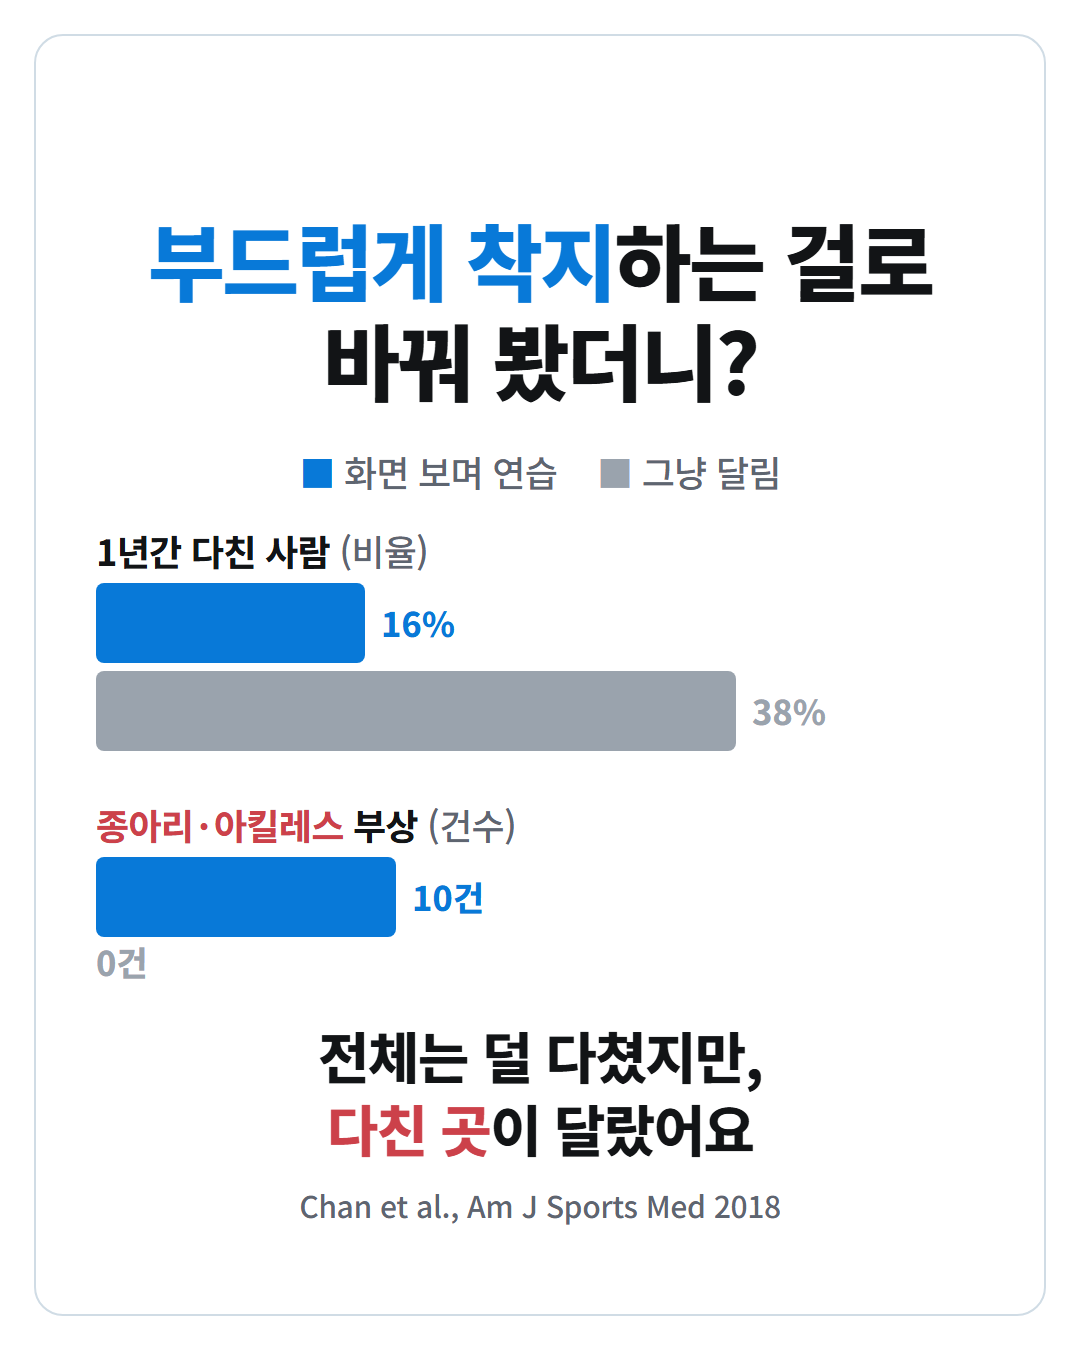 부드럽게 착지하는 걸로
바꿔 봤더니?
화면 보며 연습 그냥 달림
1년간 다친 사람 (비율)
16%
38%
종아리·아킬레스 부상 (건수)
10건
0건
전체는 덜 다쳤지만,
다친 곳이 달랐어요
Chan et al., Am J Sports Med 2018